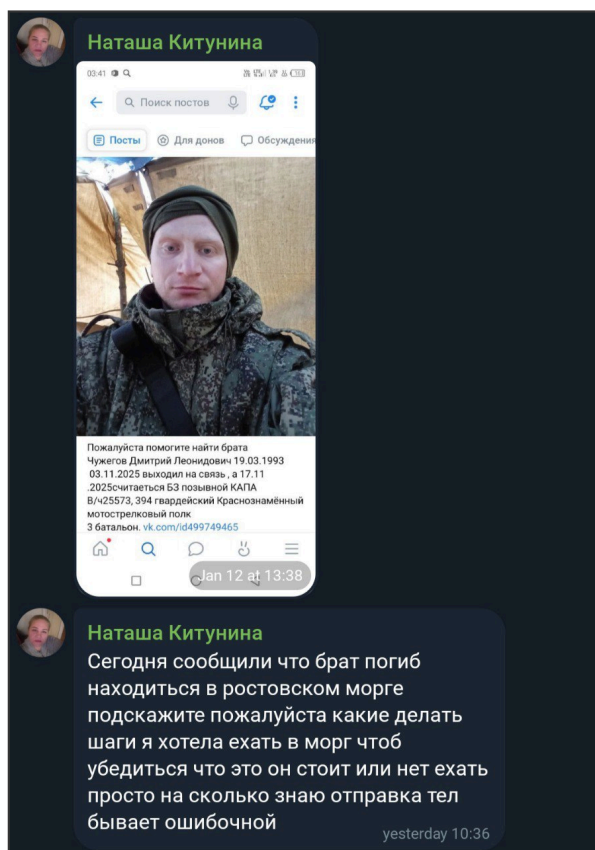 Наташа Китунина
03:41
Поиск постов
Посты Для донов Обсуждения
Пожалуйста помогите найти брата
Чужегов Дмитрий Леонидович 19.03.1993
03.11.2025 выходил на связь , а 17.11
.2025считаеться БЗ позывной КАПА
В/ч25573, 394 гвардейский Краснознамённый
мотострелковый полк
3 батальон. vk.com/id499749465
Jan 12 at 13:38
Наташа Китунина
Сегодня сообщили что брат погиб
находиться в ростовском морге
подскажите пожалуйста какие делать
шаги я хотела ехать в морг чтоб
убедиться что это он стоит или нет ехать
просто на сколько знаю отправка тел
бывает ошибочной
yesterday 10:36